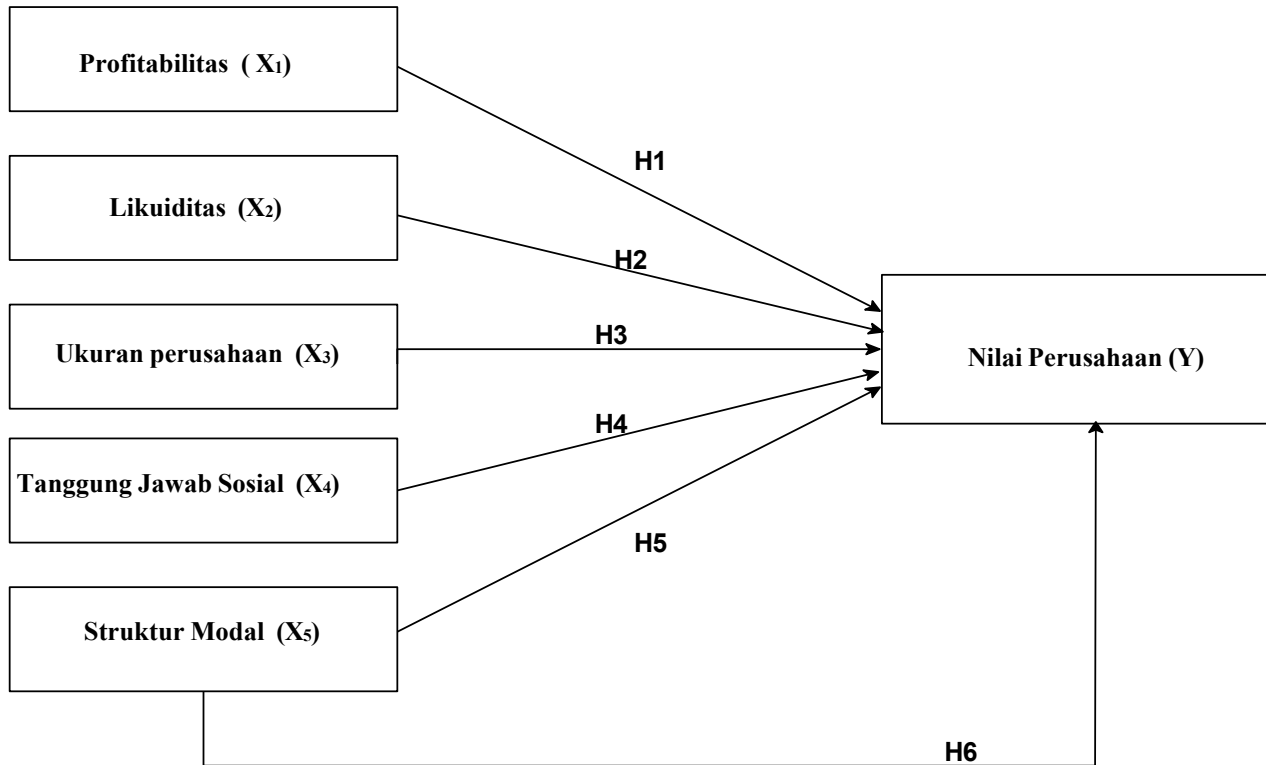 Profitabilitas ( X₁)
H1
Likuiditas (X₂)
H2
Ukuran perusahaan (X₃)
H3
Nilai Perusahaan (Y)
H4
Tanggung Jawab Sosial (X₄)
H5
Struktur Modal (X₅)
H6